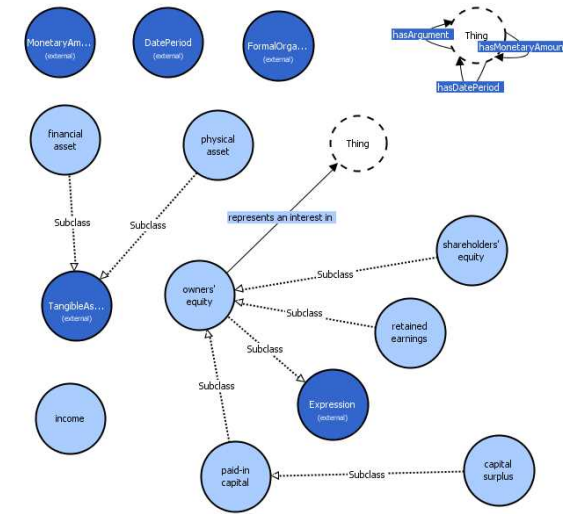 MonetaryAm...
(external)
DatePeriod
(external)
FormalOrga...
(external)
hasArgument
Thing
hasMonetaryAmoun
hasDatePeriod
financial
asset
physical
asset
Thing
Subclass
Subclass
represents an interest in
shareholders'
equity
Subclass
TangibleAs...
(external)
owners'
equity
Subclass
retained
earnings
Subclass
Subclass
income
Expression
(external)
paid-in
capital
Subclass
capital
surplus